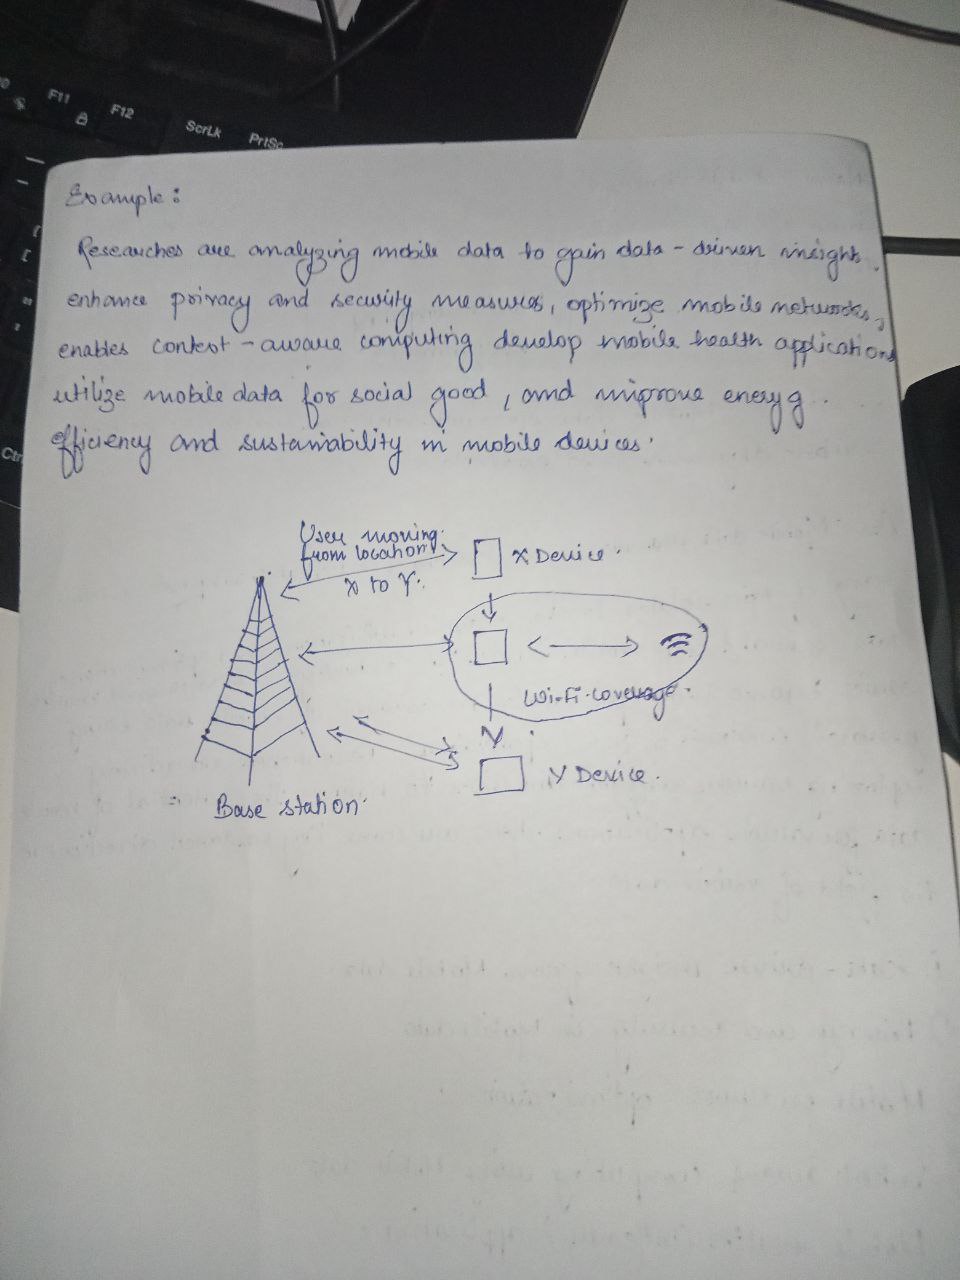 F11
F12
ScrLk
PrtSc
Ctr
Example:
Researches are analyzing mobile data to gain data-driven insight.
enhance privacy and security measures, optimize mobile networks,
enables context-aware computing develop mobile health applications
utilize mobile data for social good, and improve energy
efficiency and sustainability in mobile devices.
User moving
from location
X to Y.
X Device.
Wi-Fi coverage.
Y Device.
Base station.